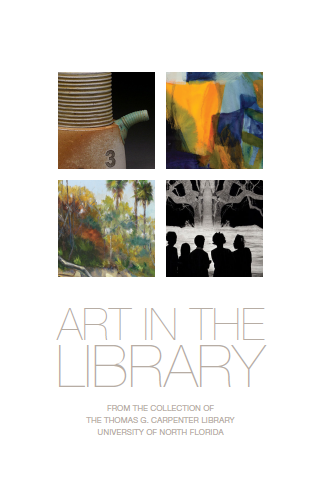 3
ART IN THE
LIBRARY
FROM THE COLLECTION OF
THE THOMAS G. CARPENTER LIBRARY
UNIVERSITY OF NORTH FLORIDA